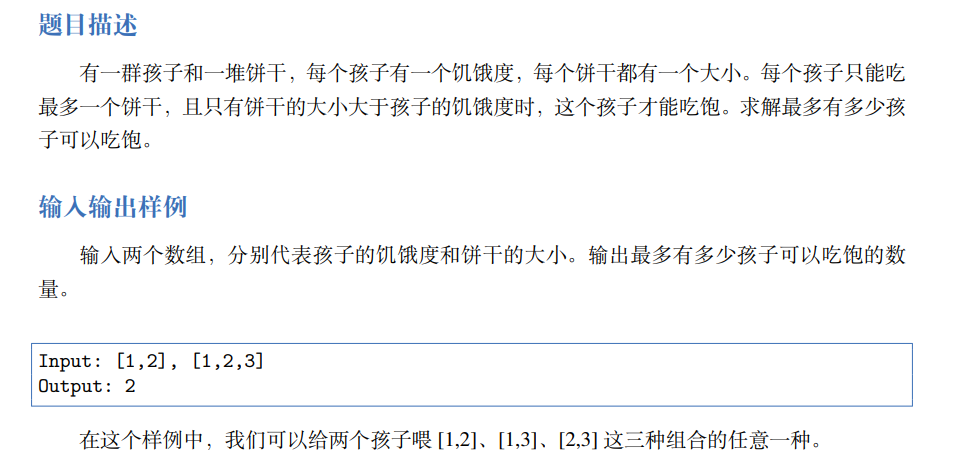 题目描述
有一群孩子和一堆饼干，每个孩子有一个饥饿度，每个饼干都有一个大小。每个孩子只能吃
最多一个饼干，且只有饼干的大小大于孩子的饥饿度时，这个孩子才能吃饱。求解最多有多少孩
子可以吃饱。
输入输出样例
输入两个数组，分别代表孩子的饥饿度和饼干的大小。输出最多有多少孩子可以吃饱的数
量。
Input: [1,2], [1,2,3]
Output: 2
在这个样例中，我们可以给两个孩子喂 [1,2]、[1,3]、[2,3] 这三种组合的任意一种。